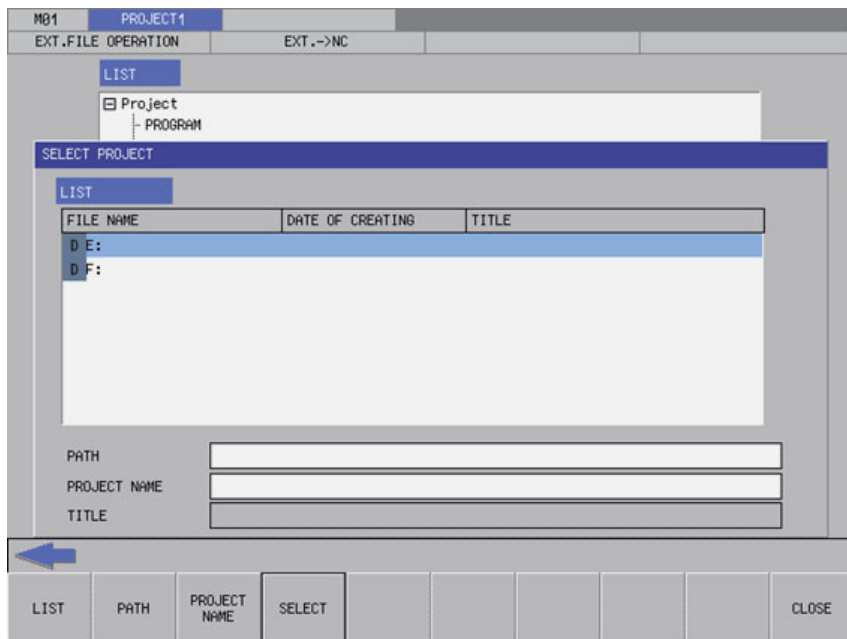 M01 PROJECT1
EXT.FILE OPERATION EXT.->NC
LIST
Project
PROGRAM
SELECT PROJECT
LIST
FILE NAME DATE OF CREATING TITLE
D E:
D F:
PATH
PROJECT NAME
TITLE
LIST PATH PROJECT NAME SELECT CLOSE